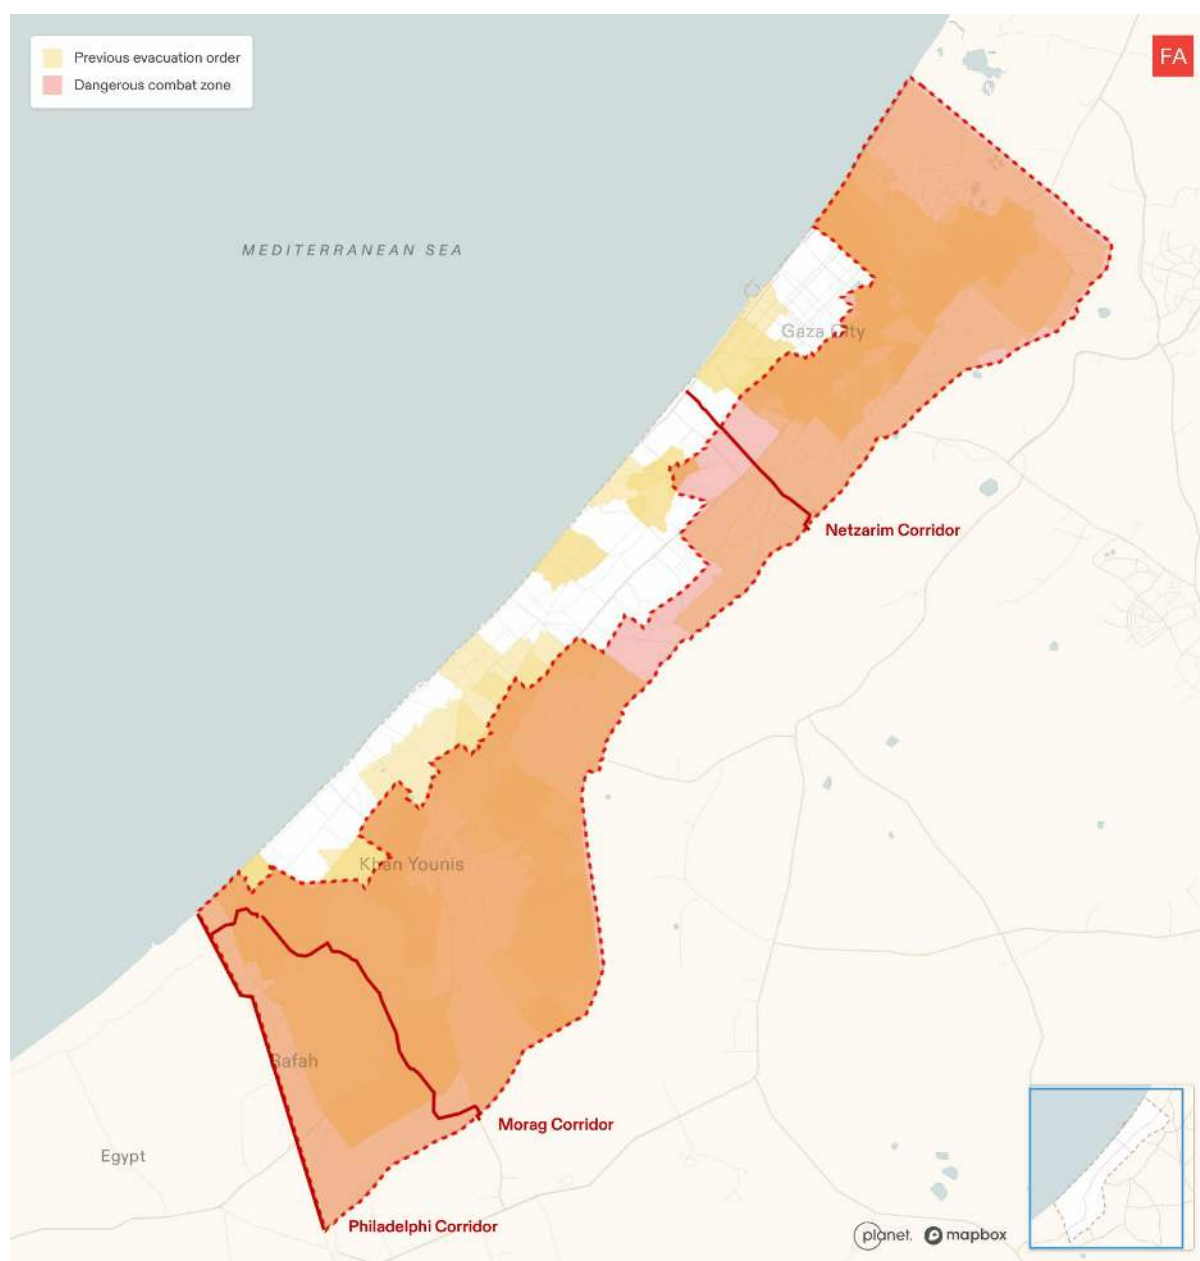 Previous evacuation order
Dangerous combat zone
FA
MEDITERRANEAN SEA
Gaza City
Netzarim Corridor
Khan Younis
Rafah
Morag Corridor
Egypt
Philadelphi Corridor
planet. mapbox